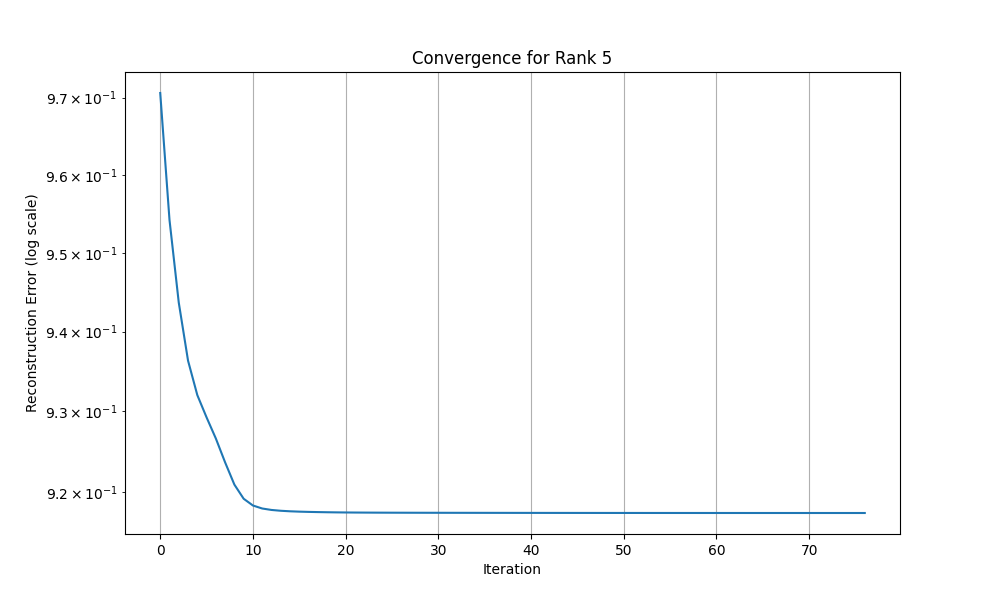 Convergence for Rank 5
Reconstruction Error (log scale)
9.7 × 10⁻¹
9.6 × 10⁻¹
9.5 × 10⁻¹
9.4 × 10⁻¹
9.3 × 10⁻¹
9.2 × 10⁻¹
0 10 20 30 40 50 60 70
Iteration